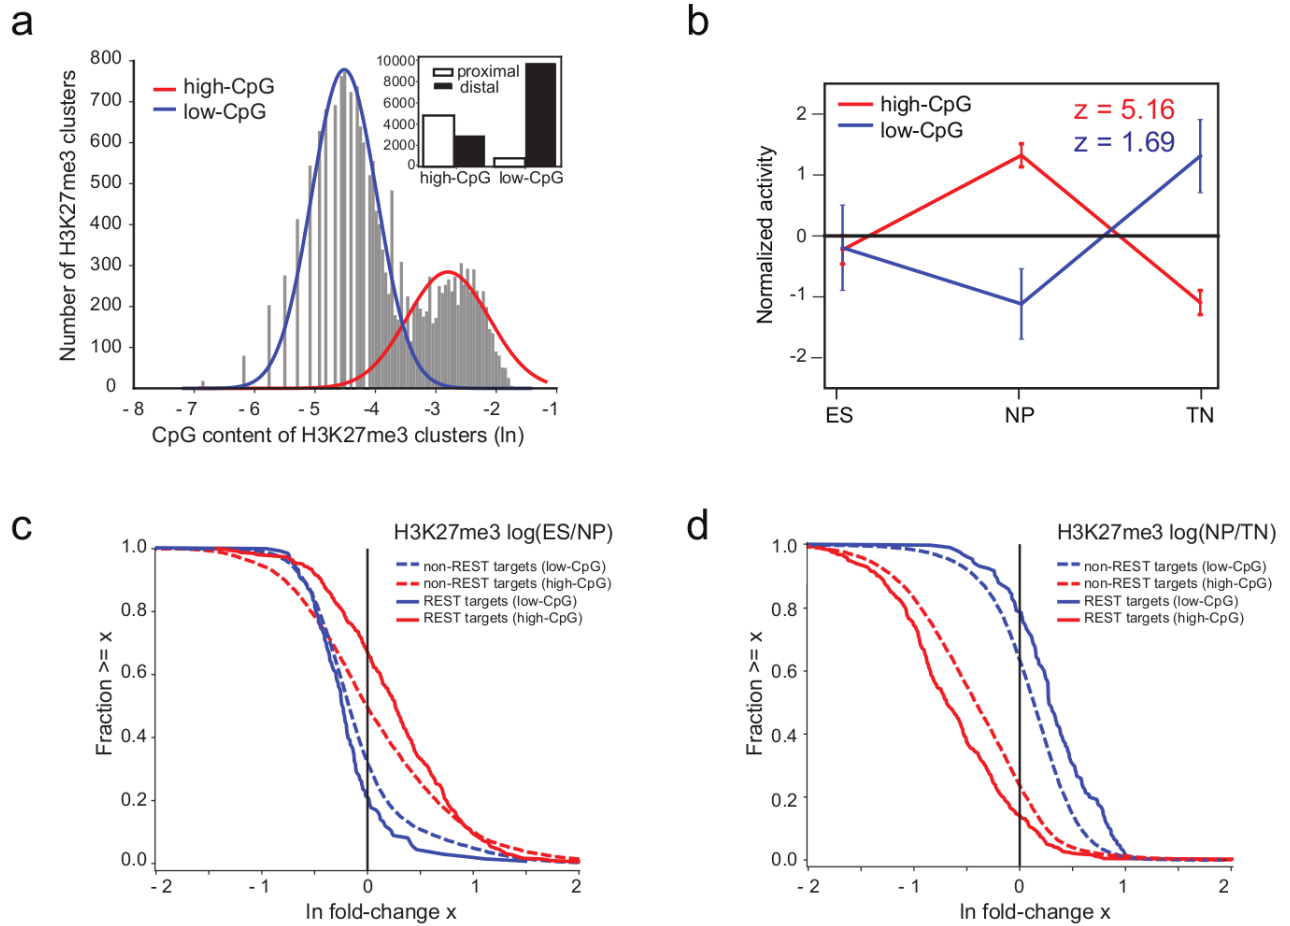 a
Number of H3K27me3 clusters
800
700
600
500
400
300
200
100
0
high-CpG
low-CpG
10000
8000
6000
4000
2000
0
proximal
distal
high-CpG low-CpG
- 8 - 7 - 6 - 5 -4 -3 -2 -1
CpG content of H3K27me3 clusters (ln)
b
Normalized activity
2
1
0
-1
-2
high-CpG
low-CpG
z = 5.16
z = 1.69
ES NP TN
c
H3K27me3 log(ES/NP)
non-REST targets (low-CpG)
non-REST targets (high-CpG)
REST targets (low-CpG)
REST targets (high-CpG)
Fraction >= x
1.0
0.8
0.6
0.4
0.2
0.0
- 2 - 1 0 1 2
ln fold-change x
d
H3K27me3 log(NP/TN)
non-REST targets (low-CpG)
non-REST targets (high-CpG)
REST targets (low-CpG)
REST targets (high-CpG)
Fraction >= x
1.0
0.8
0.6
0.4
0.2
0.0
- 2 - 1 0 1 2
ln fold-change x